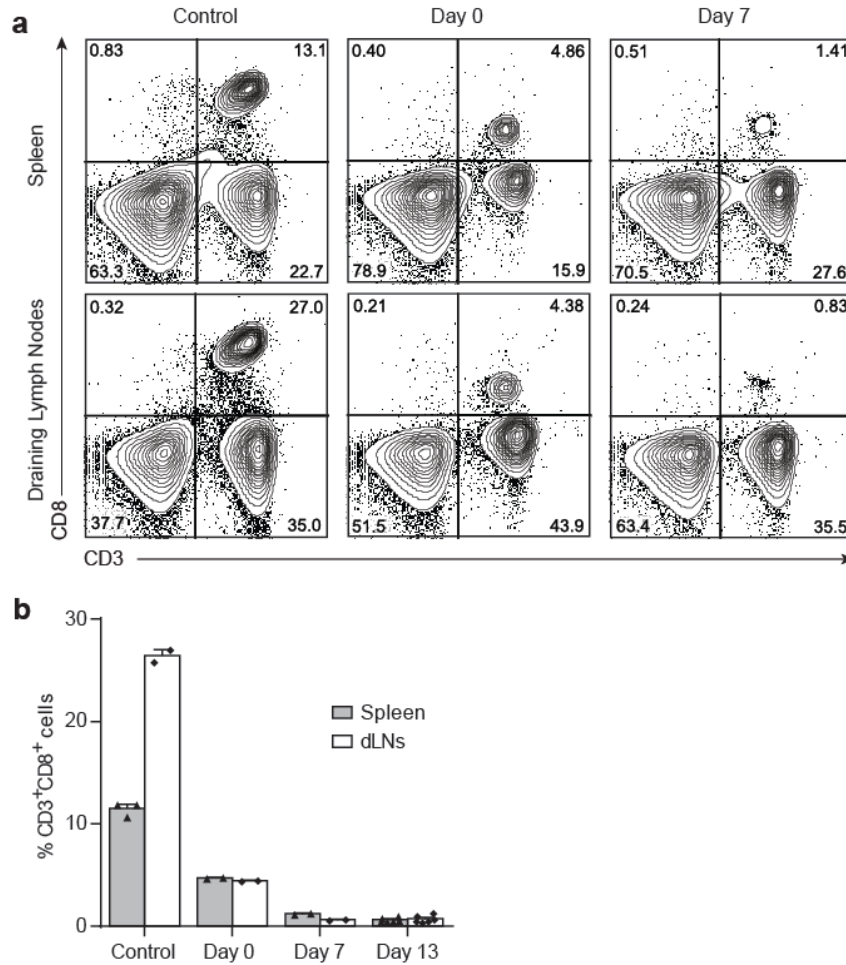 a
Control Day 0 Day 7
Spleen
0.83 13.1 0.40 4.86 0.51 1.41
63.3 22.7 78.9 15.9 70.5 27.6
Draining Lymph Nodes
0.32 27.0 0.21 4.38 0.24 0.83
37.7 35.0 51.5 43.9 63.4 35.5
CD8
CD3
b
% CD3⁺CD8⁺ cells
30
20
10
0
Spleen
dLNs
Control Day 0 Day 7 Day 13